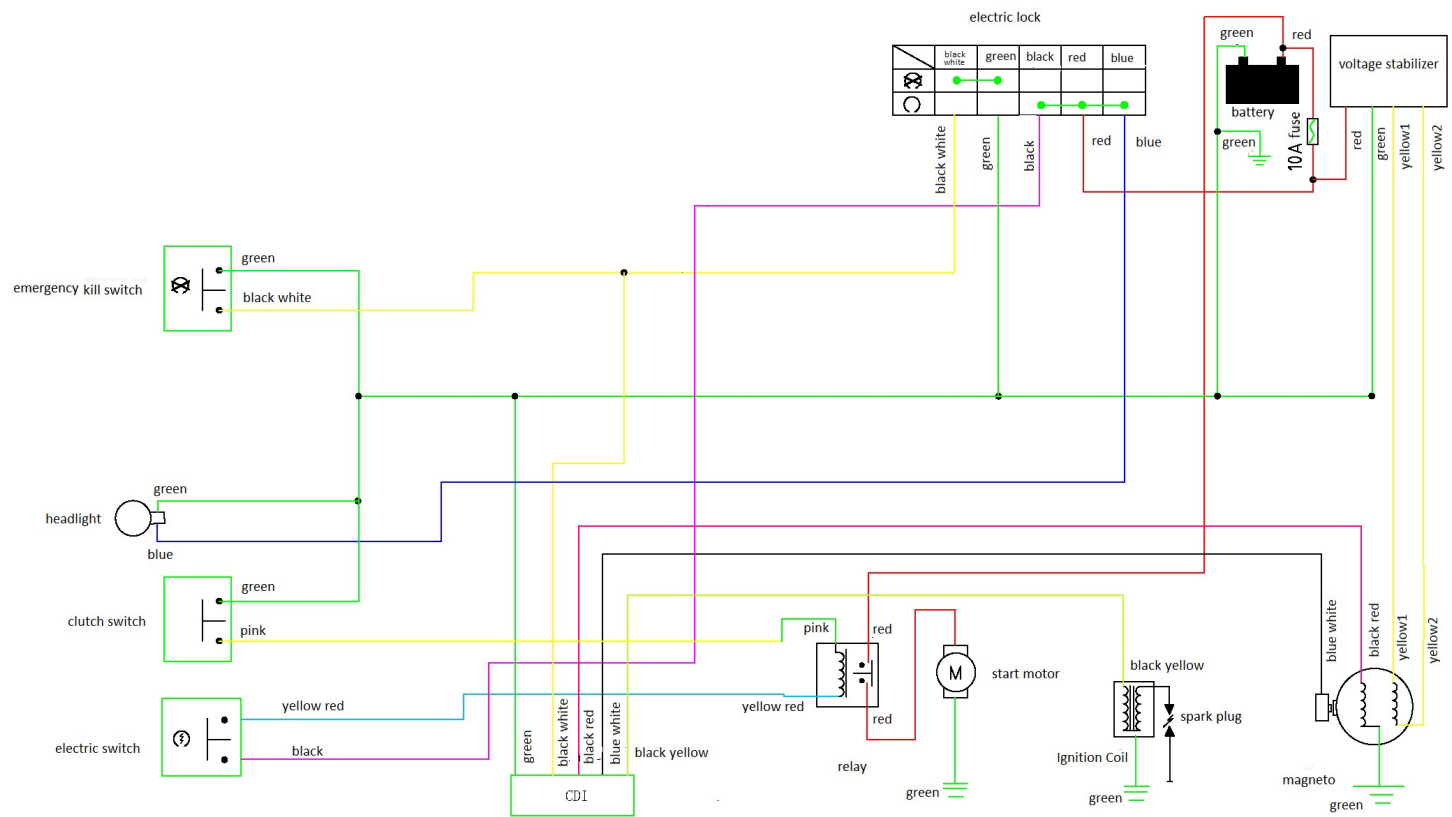 electric lock
black
white
green
black
red
blue
green
red
voltage stabilizer
battery
green
10A fuse
red
green
yellow1
yellow2
black white
green
black
red
blue
green
emergency kill switch
black white
green
headlight
blue
green
clutch switch
pink
pink
red
blue white
black red
yellow1
yellow2
M
start motor
black yellow
yellow red
yellow red
red
spark plug
electric switch
black
green
black white
black red
blue white
black yellow
relay
Ignition Coil
magneto
CDI
green
green
green